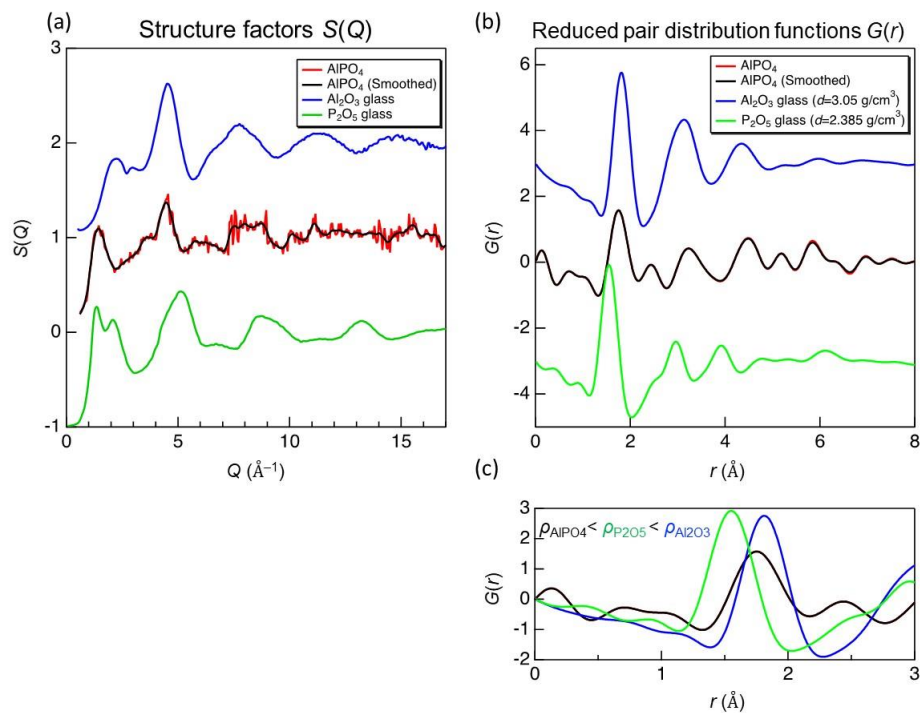 (a)
Structure factors S(Q)
3
2
1
0
-1
S(Q)
AlPO₄
AlPO₄ (Smoothed)
Al₂O₃ glass
P₂O₅ glass
0 5 10 15
Q (Å⁻¹)
(b)
Reduced pair distribution functions G(r)
6
4
2
0
-2
-4
G(r)
AlPO₄
AlPO₄ (Smoothed)
Al₂O₃ glass (d=3.05 g/cm³)
P₂O₅ glass (d=2.385 g/cm³)
0 2 4 6 8
r (Å)
(c)
3
2
1
0
-1
-2
G(r)
ρAlPO4< ρP2O5 < ρAl2O3
0 1 2 3
r (Å)